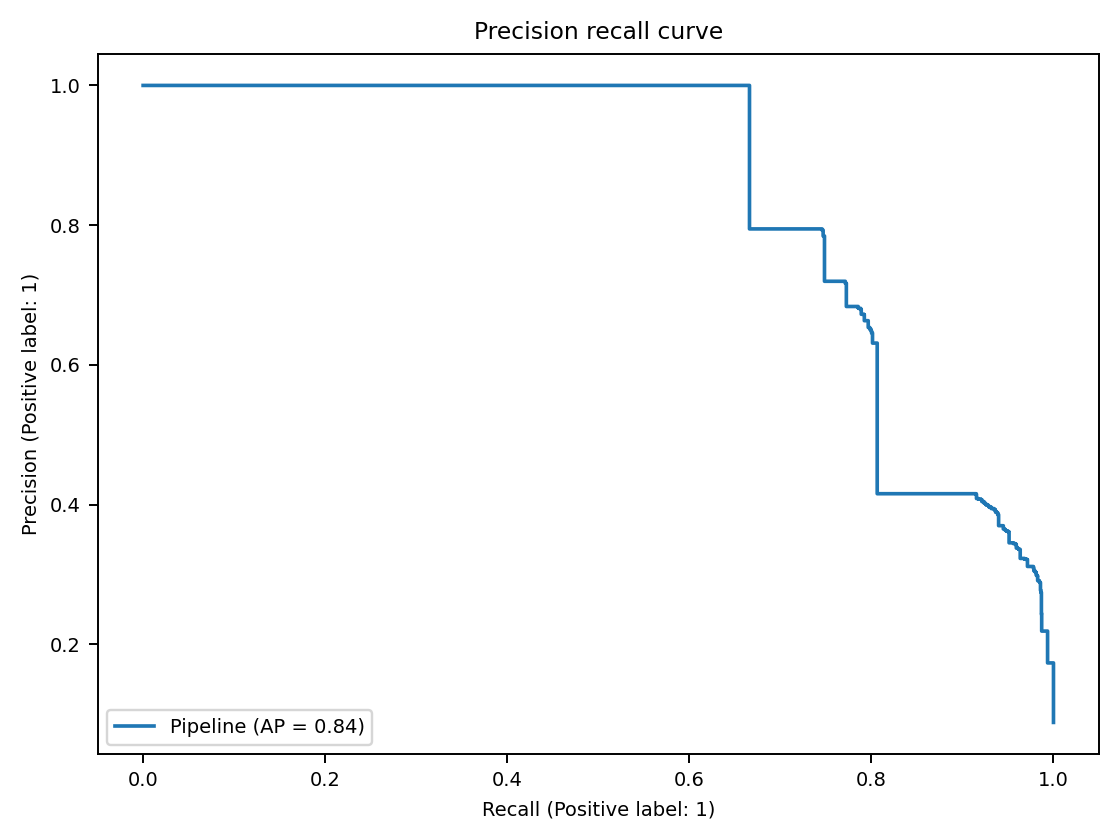 Precision recall curve
1.0
0.8
0.6
0.4
0.2
Precision (Positive label: 1)
Pipeline (AP = 0.84)
0.0 0.2 0.4 0.6 0.8 1.0
Recall (Positive label: 1)